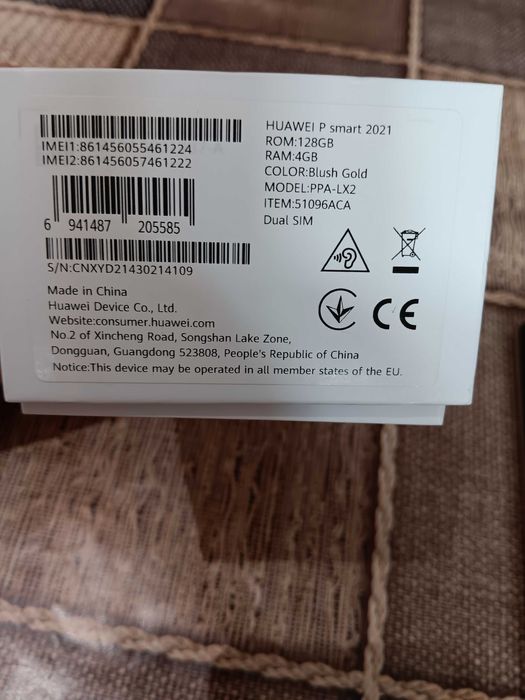 IMEI1:861456055461224
IMEI2:861456057461222
6 941487 205585
S/N:CNXYD21430214109
HUAWEI P smart 2021
ROM:128GB
RAM:4GB
COLOR:Blush Gold
MODEL:PPA-LX2
ITEM:51096ACA
Dual SIM
CE
Made in China
Huawei Device Co., Ltd.
Website:consumer.huawei.com
No.2 of Xincheng Road, Songshan Lake Zone,
Dongguan, Guangdong 523808, People's Republic of China
Notice:This device may be operated in all member states of the EU.